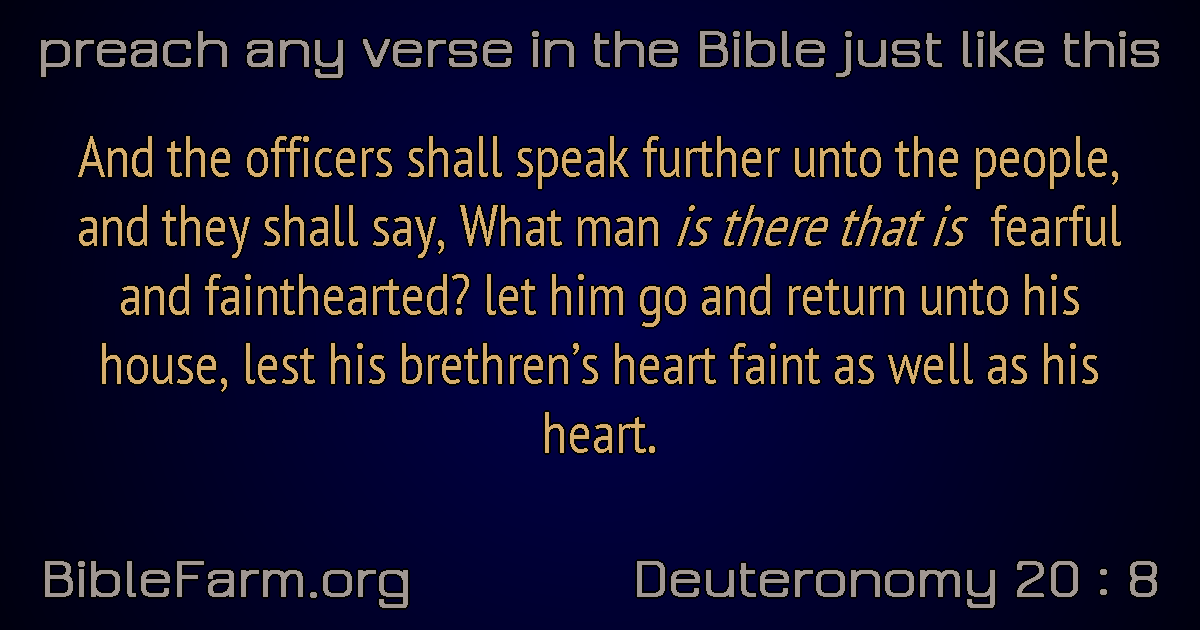 preach any verse in the Bible just like this
And the officers shall speak further unto the people,
and they shall say, What man is there that is fearful
and fainthearted? let him go and return unto his
house, lest his brethren’s heart faint as well as his
heart.
BibleFarm.org
Deuteronomy 20 : 8